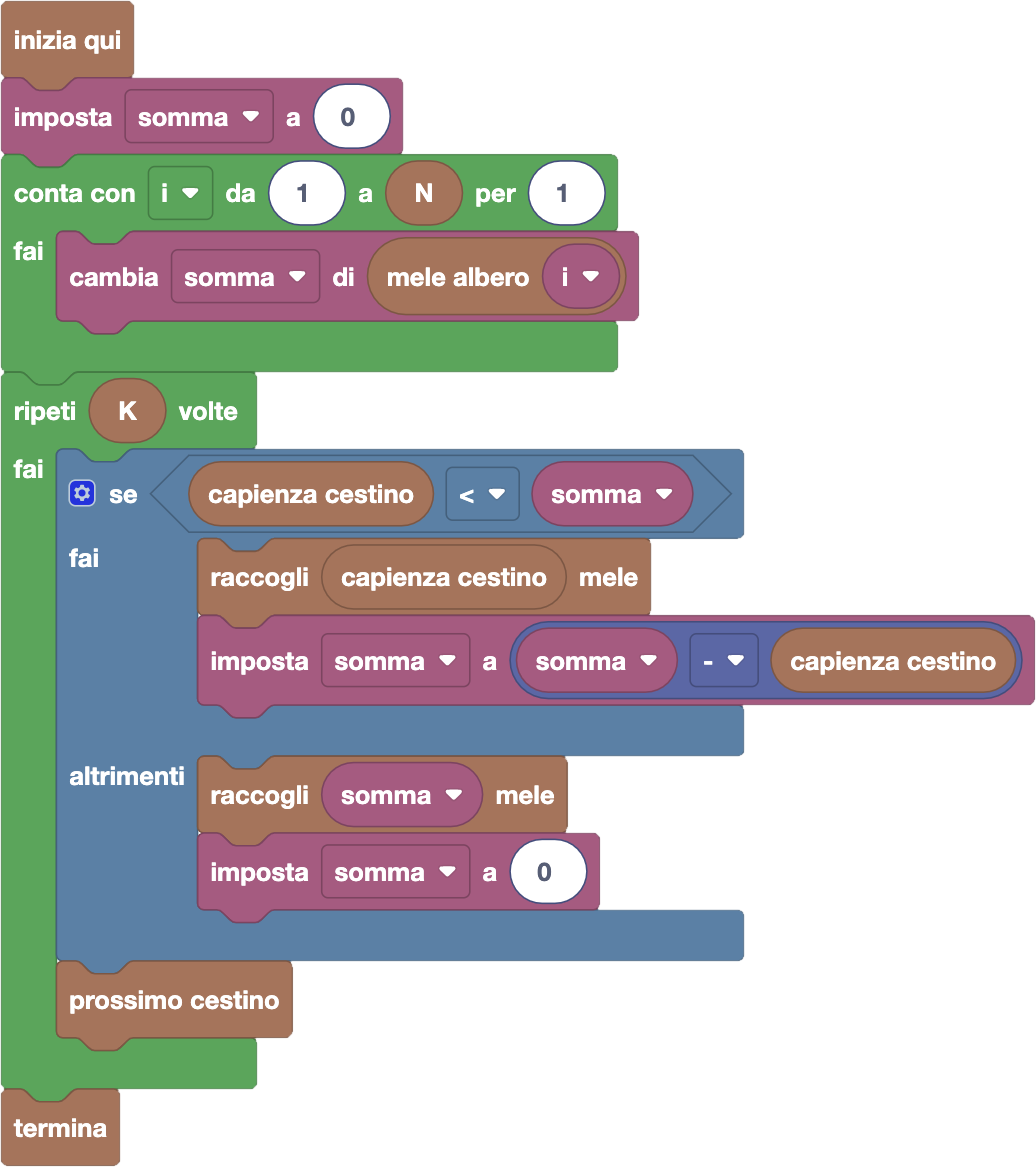 inizia qui
imposta somma a 0
conta con i da 1 a N per 1
fai
cambia somma di mele albero i
ripeti K volte
fai
se capienza cestino < somma
fai
raccogli capienza cestino mele
imposta somma a somma - capienza cestino
altrimenti
raccogli somma mele
imposta somma a 0
prossimo cestino
termina